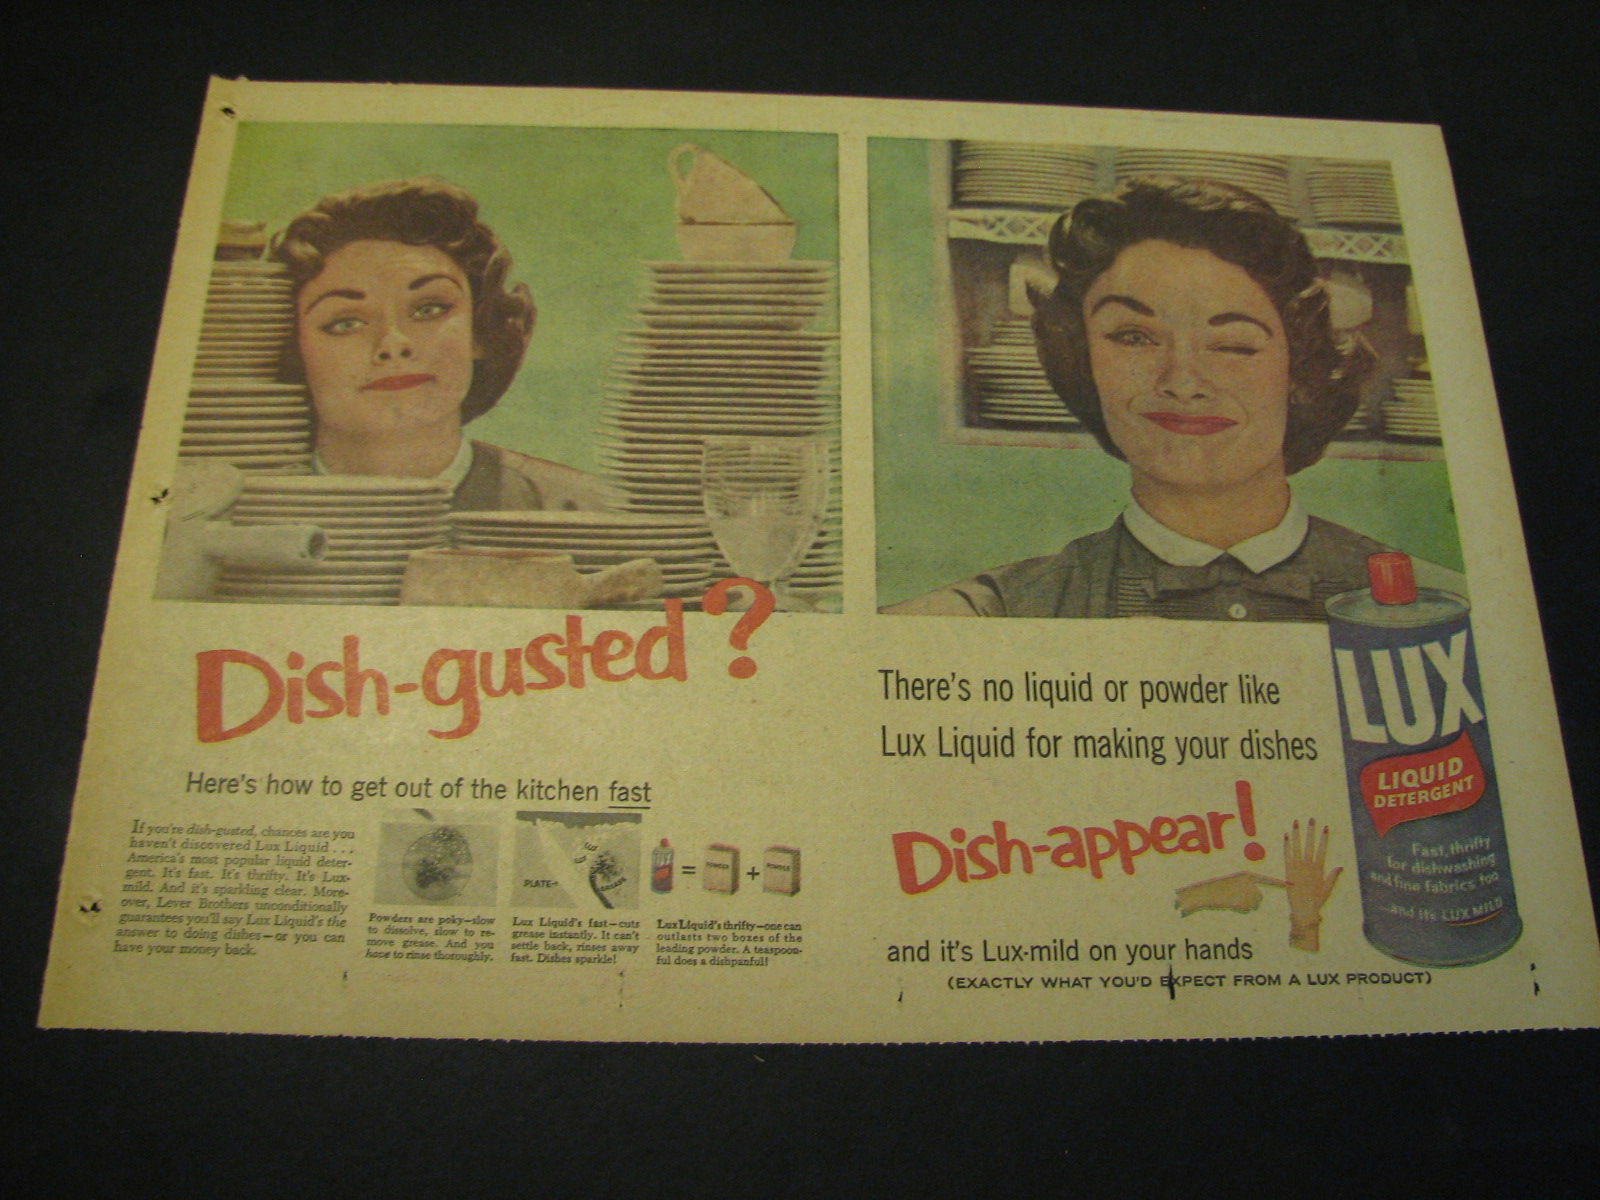 Dish-gusted?
Here's how to get out of the kitchen fast
If you're dish-gusted, chances are you
haven't discovered Lux Liquid . . .
America's most popular liquid deter-
gent. It's fast. It's thrifty. It's Lux-
mild. And it's sparkling clear. More-
over, Lever Brothers unconditionally
guarantees you'll say Lux Liquid's the
answer to doing dishes—or you can
have your money back.
Powders are poky—slow
to dissolve, slow to re-
move grease. And you
have to rinse thoroughly.
PLATE
LUX
GREASE
Lux Liquid's fast—cuts
grease instantly. It can't
settle back, rinses away
fast. Dishes sparkle!
= POWDER + POWDER
Lux Liquid's thrifty—one can
outlasts two boxes of the
leading powder. A teaspoon-
ful does a dishpanful!
There's no liquid or powder like
Lux Liquid for making your dishes
Dish-appear!
and it's Lux-mild on your hands
(EXACTLY WHAT YOU'D EXPECT FROM A LUX PRODUCT)
LUX
LIQUID
DETERGENT
Fast, thrifty
for dishwashing
and fine fabrics too
...and it's LUX MILD